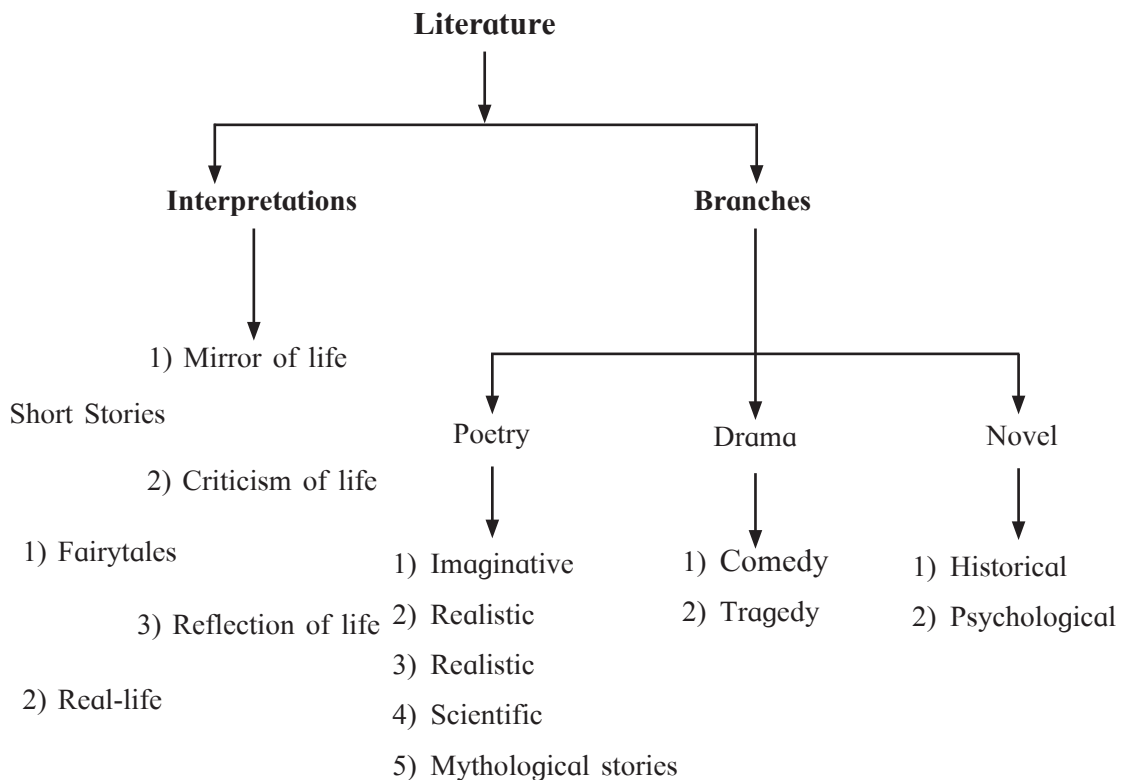 Literature
Interpretations
Branches
1) Mirror of life
2) Criticism of life
3) Reflection of life
Short Stories
1) Fairytales
2) Real-life
Poetry
1) Imaginative
2) Realistic
3) Realistic
4) Scientific
5) Mythological stories
Drama
1) Comedy
2) Tragedy
Novel
1) Historical
2) Psychological